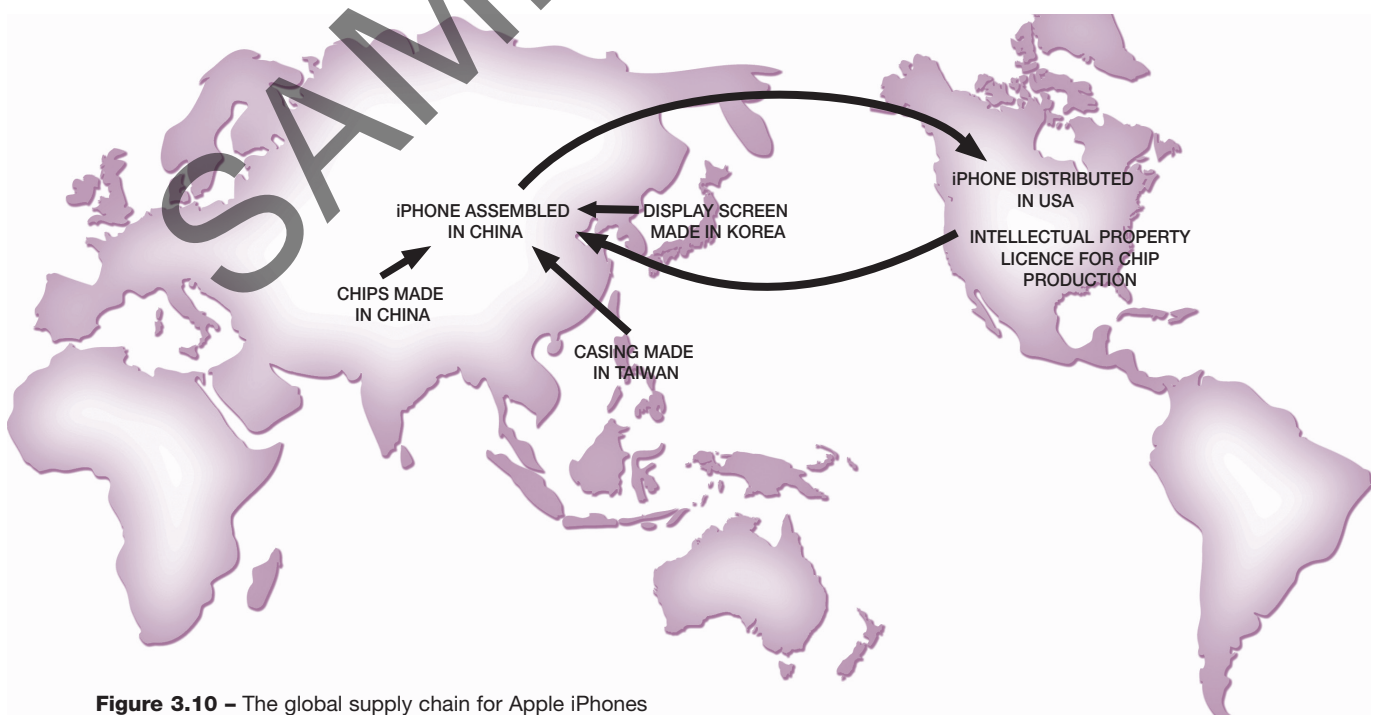 iPHONE ASSEMBLED
IN CHINA
DISPLAY SCREEN
MADE IN KOREA
CHIPS MADE
IN CHINA
CASING MADE
IN TAIWAN
iPHONE DISTRIBUTED
IN USA
INTELLECTUAL PROPERTY
LICENCE FOR CHIP
PRODUCTION
Figure 3.10 – The global supply chain for Apple iPhones